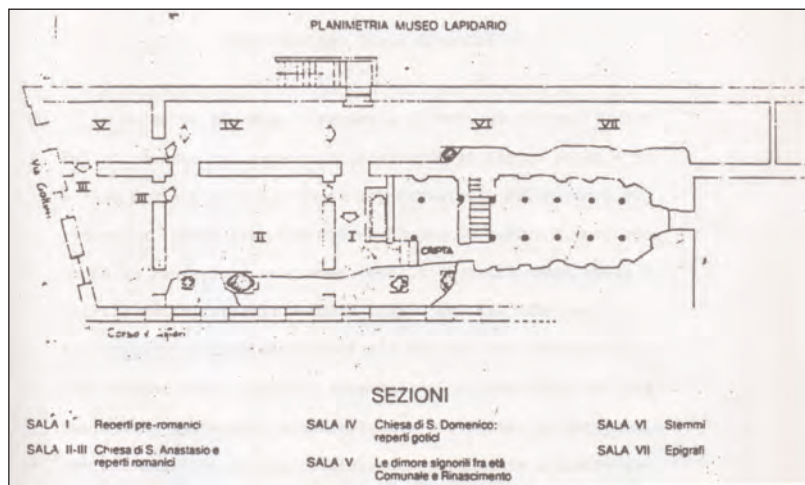 PLANIMETRIA MUSEO LAPIDARIO
V
IV
VI
VII
III
III
II
I
CRIPTA
Corso Alfieri
SEZIONI
SALA I Reperti pre-romanici
SALA II-III Chiesa di S. Anastasio e
reperti romanici
SALA IV Chiesa di S. Domenico:
reperti gotici
SALA V Le dimore signorili fra età
Comunale e Rinascimento
SALA VI Stemmi
SALA VII Epigrafi